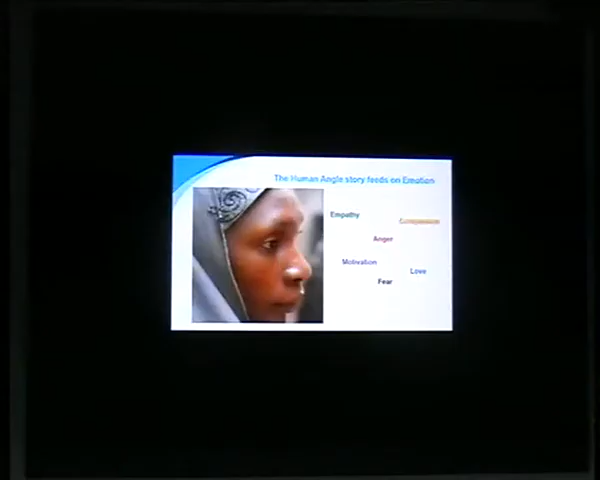 The Human Angle story feeds on Emotion
Empathy
Compassion
Anger
Motivation
Love
Fear